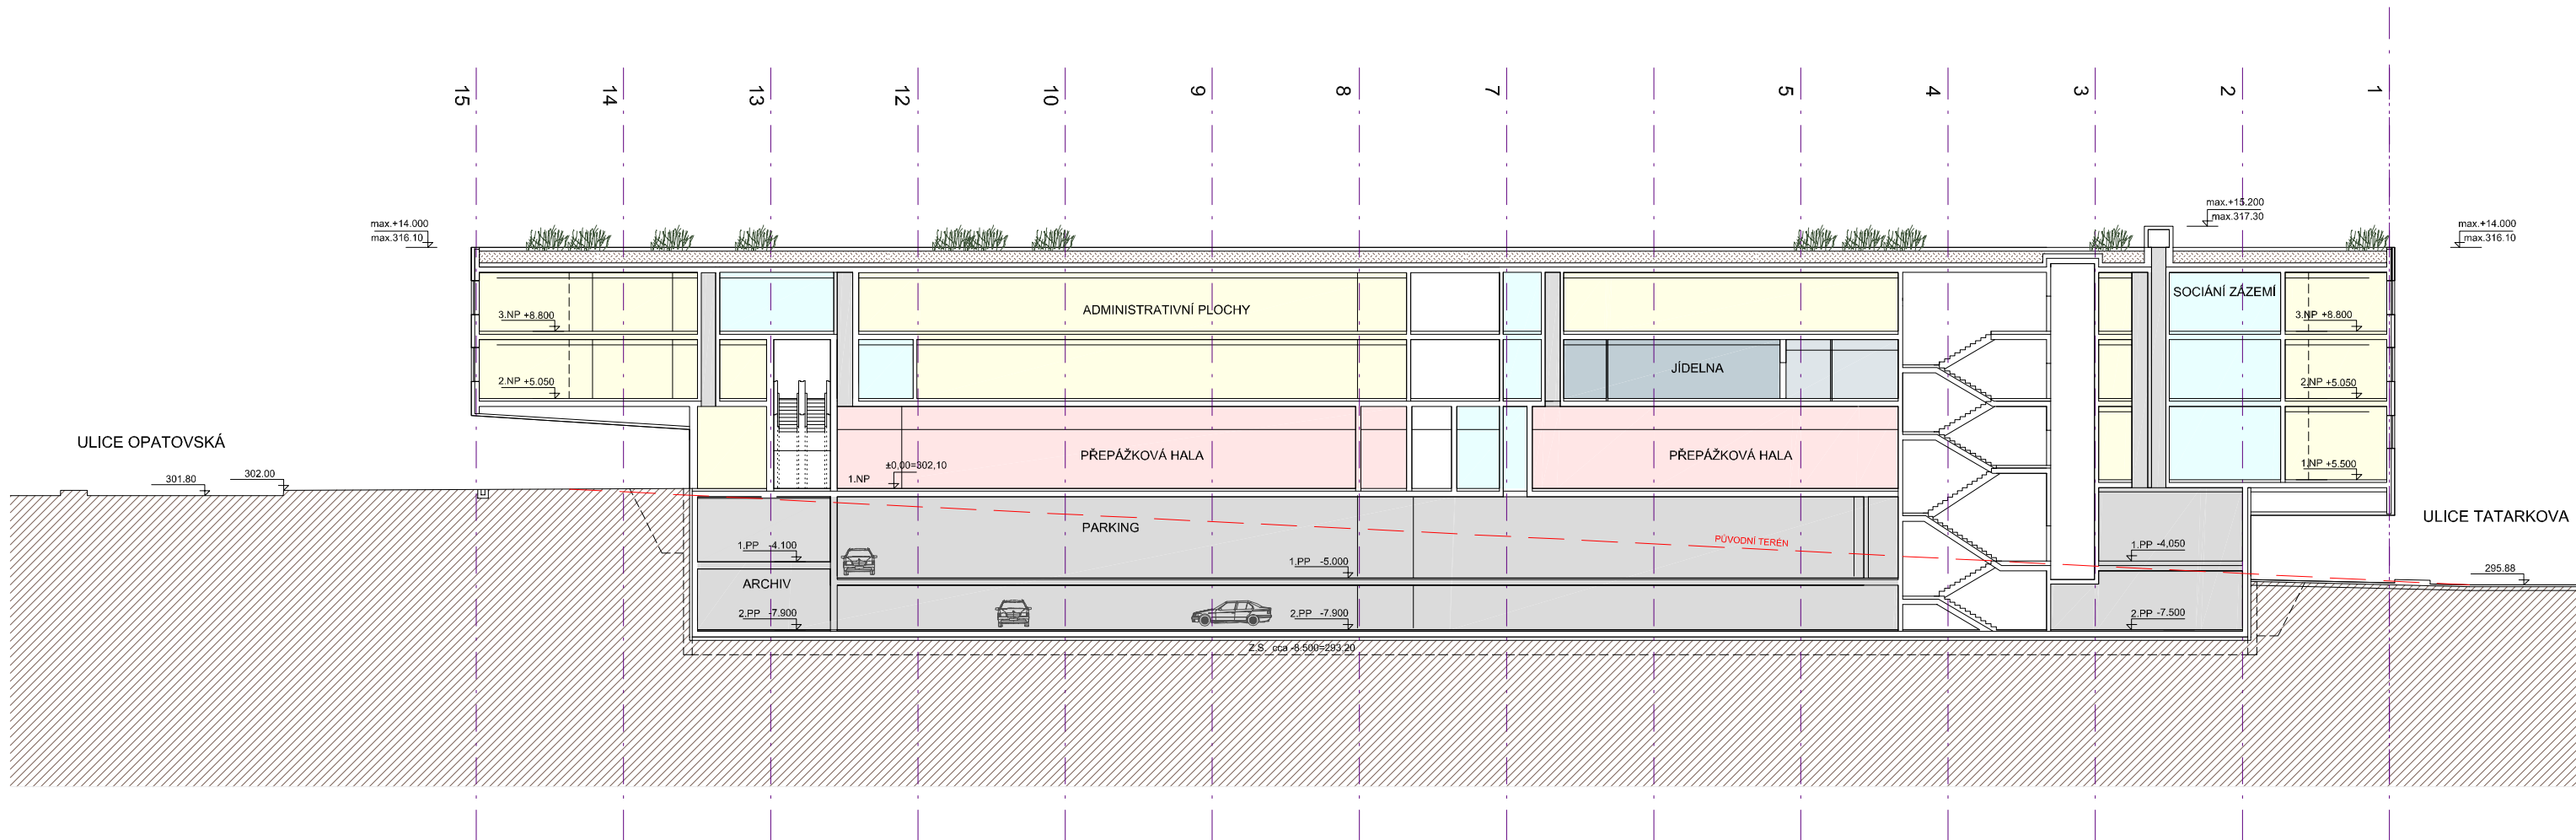 15
14
13
12
10
9
8
7
5
4
3
2
1
max.+14.000
max.316.10
max.+15.200
max.317.30
max.+14.000
max.316.10
ADMINISTRATIVNÍ PLOCHY
SOCIÁNÍ ZÁZEMÍ
3.NP +8.800
3.NP +8.800
JÍDELNA
2.NP +5.050
2.NP +5.050
ULICE OPATOVSKÁ
PŘEPÁŽKOVÁ HALA
PŘEPÁŽKOVÁ HALA
±0,00=302,10
1.NP
1.NP +5.500
301.80
302.00
ULICE TATARKOVA
PARKING
PŮVODNÍ TERÉN
1.PP -4.100
1.PP -5.000
1.PP -4,050
295.88
ARCHIV
2.PP -7.900
2.PP -7.900
2.PP -7.500
Z.S. cca -8.500=293,20